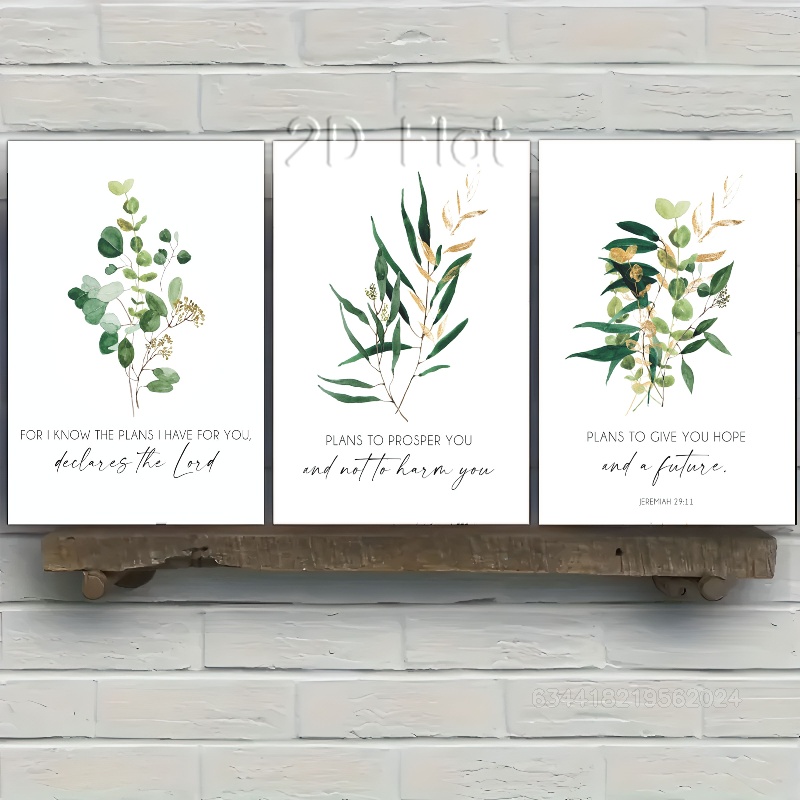 2D Flat
FOR I KNOW THE PLANS I HAVE FOR YOU,
declares the Lord
PLANS TO PROSPER YOU
and not to harm you
PLANS TO GIVE YOU HOPE
and a future.
JEREMIAH 29:11
634418219562024